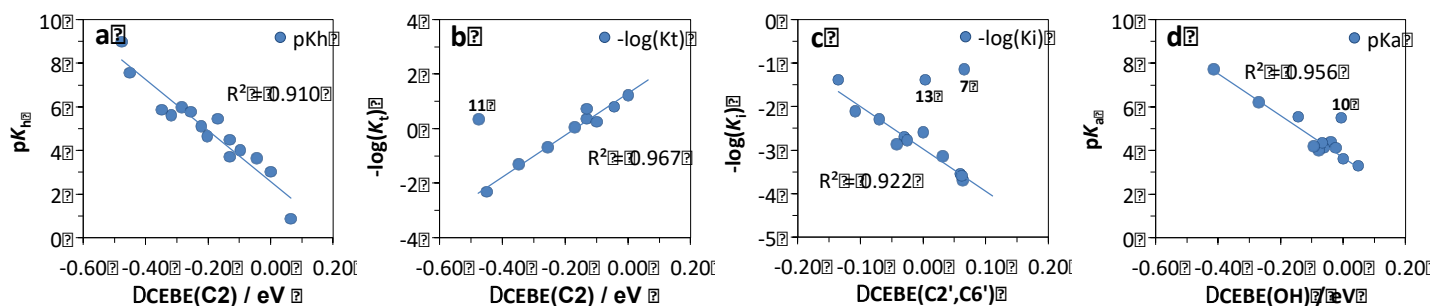 a⍰
pKh⍰
R²⍰=⍰0.910⍰
pKh⍰
10⍰
8⍰
6⍰
4⍰
2⍰
0⍰
-0.60⍰ -0.40⍰ -0.20⍰ 0.00⍰ 0.20⍰
DCEBE(C2) / eV ⍰
b⍰
-log(Kt)⍰
11⍰
R²⍰=⍰0.967⍰
-log(Kt)⍰
4⍰
2⍰
0⍰
-2⍰
-4⍰
-0.60⍰ -0.40⍰ -0.20⍰ 0.00⍰ 0.20⍰
DCEBE(C2) / eV ⍰
c⍰
-log(Ki)⍰
13⍰
7⍰
R²⍰=⍰0.922⍰
-log(Ki)⍰
0⍰
-1⍰
-2⍰
-3⍰
-4⍰
-5⍰
-0.20⍰ -0.10⍰ 0.00⍰ 0.10⍰ 0.20⍰
DCEBE(C2',C6')⍰
d⍰
pKa⍰
R²⍰=⍰0.956⍰
10⍰
pKa⍰
10⍰
8⍰
6⍰
4⍰
2⍰
0⍰
-0.60⍰ -0.40⍰ -0.20⍰ 0.00⍰ 0.20⍰
DCEBE(OH)⍰/⍰eV⍰